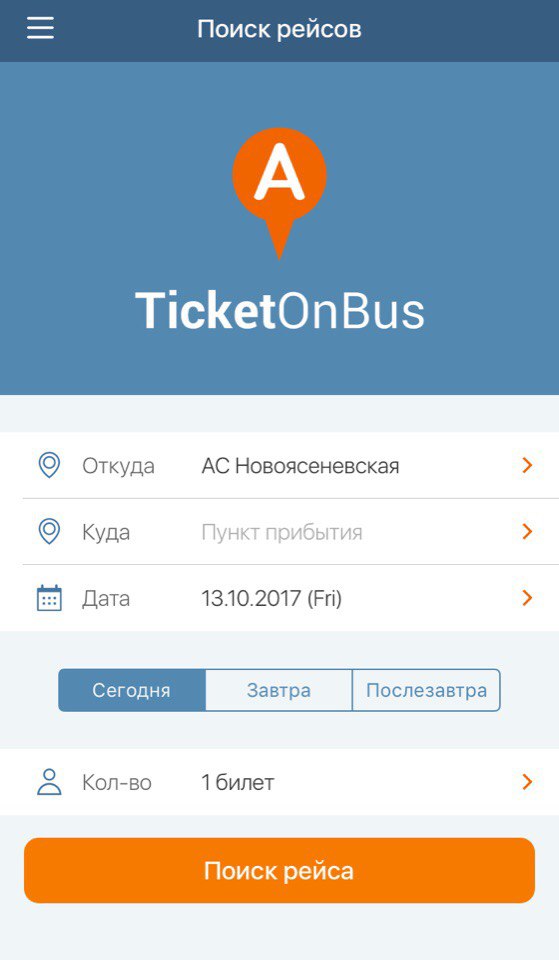 Поиск рейсов
A
TicketOnBus
Откуда АС Новоясеневская
Куда Пункт прибытия
Дата 13.10.2017 (Fri)
Сегодня Завтра Послезавтра
Кол-во 1 билет
Поиск рейса